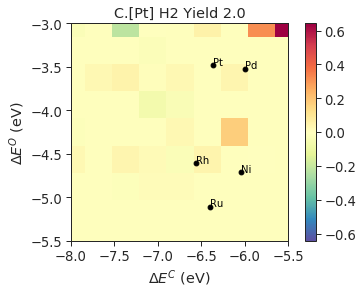 C.[Pt] H2 Yield 2.0
−3.0
−3.5
−4.0
−4.5
−5.0
−5.5
ΔE^O (eV)
Pt
Pd
Rh
Ni
Ru
−8.0 −7.5 −7.0 −6.5 −6.0 −5.5
ΔE^C (eV)
0.6
0.4
0.2
0.0
−0.2
−0.4
−0.6